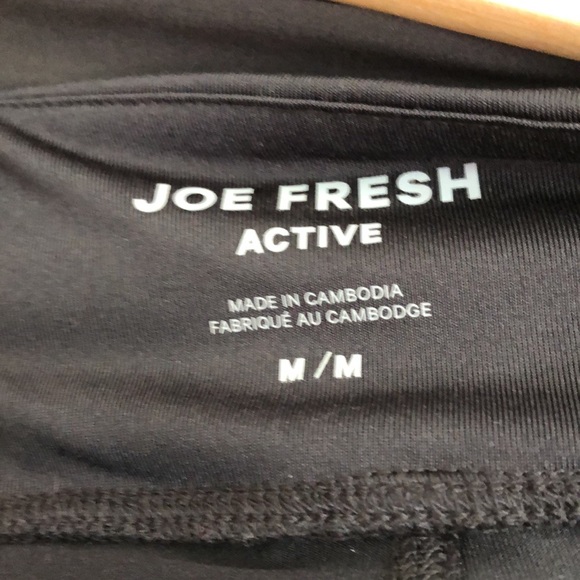 JOE FRESH
ACTIVE
MADE IN CAMBODIA
FABRIQUÉ AU CAMBODGE
M/M